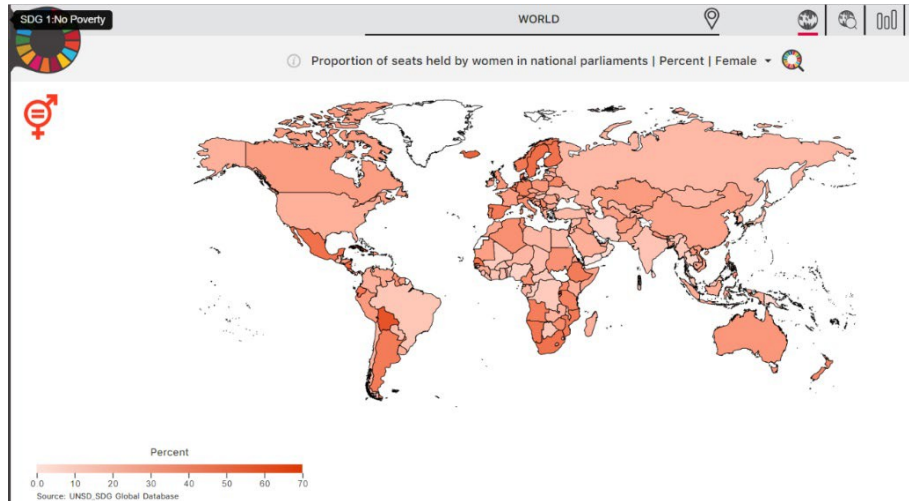 SDG 1:No Poverty
WORLD
Proportion of seats held by women in national parliaments | Percent | Female
Percent
0.0 10 20 30 40 50 60 70
Source: UNSD_SDG Global Database